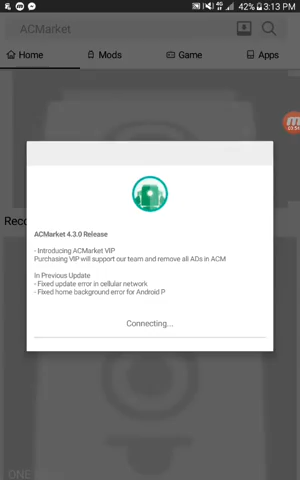 42% 3:13 PM
ACMarket
Home
Mods
Game
Apps
03:51
Reco
ACMarket 4.3.0 Release
- Introducing ACMarket VIP
Purchasing VIP will support our team and remove all ADs in ACM
In Previous Update
- Fixed update error in cellular network
- Fixed home background error for Android P
Connecting...
ONE